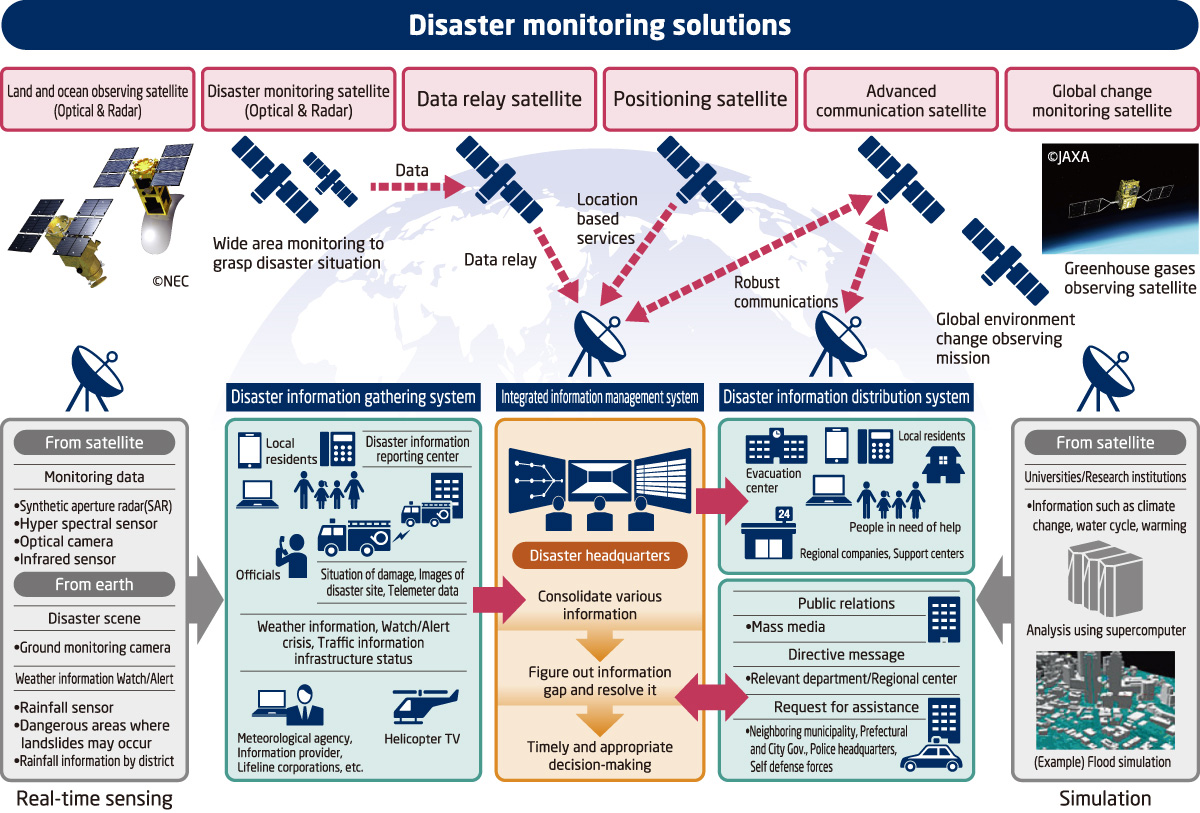 Disaster monitoring solutions
Land and ocean observing satellite
(Optical & Radar)
Disaster monitoring satellite
(Optical & Radar)
Data relay satellite
Positioning satellite
Advanced
communication satellite
Global change
monitoring satellite
©NEC
Wide area monitoring to
grasp disaster situation
Data
Data relay
Location
based
services
Robust
communications
©JAXA
Greenhouse gases
observing satellite
Global environment
change observing
mission
From satellite
Monitoring data
•Synthetic aperture radar(SAR)
•Hyper spectral sensor
•Optical camera
•Infrared sensor
From earth
Disaster scene
•Ground monitoring camera
Weather information Watch/Alert
•Rainfall sensor
•Dangerous areas where
landslides may occur
•Rainfall information by district
Real-time sensing
Disaster information gathering system
Local
residents
Disaster information
reporting center
Officials
Situation of damage, Images of
disaster site, Telemeter data
Weather information, Watch/Alert
crisis, Traffic information
infrastructure status
Meteorological agency,
Information provider,
Lifeline corporations, etc.
Helicopter TV
Integrated information management system
Disaster headquarters
Consolidate various
information
Figure out information
gap and resolve it
Timely and appropriate
decision-making
Disaster information distribution system
Evacuation
center
Local residents
People in need of help
24
Regional companies, Support centers
Public relations
•Mass media
Directive message
•Relevant department/Regional center
Request for assistance
•Neighboring municipality, Prefectural
and City Gov., Police headquarters,
Self defense forces
From satellite
Universities/Research institutions
•Information such as climate
change, water cycle, warming
Analysis using supercomputer
(Example) Flood simulation
Simulation